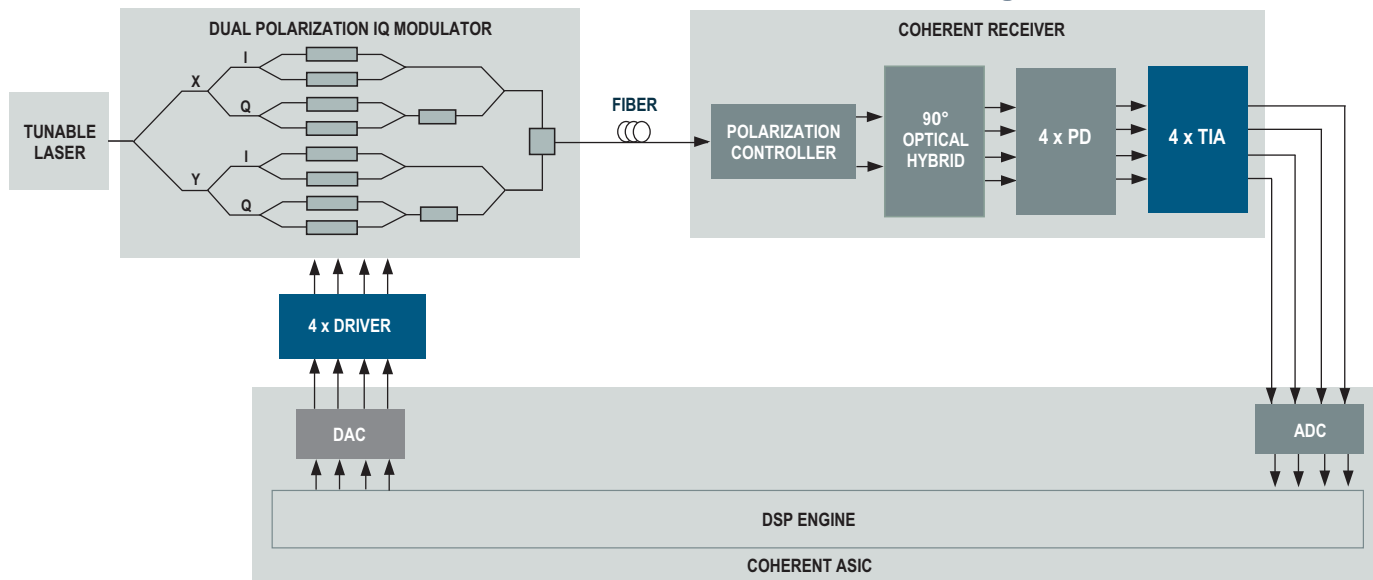 DUAL POLARIZATION IQ MODULATOR
I
X
Q
TUNABLE
LASER
I
Y
Q
FIBER
COHERENT RECEIVER
POLARIZATION
CONTROLLER
90°
OPTICAL
HYBRID
4 x PD
4 x TIA
4 x DRIVER
DAC
ADC
DSP ENGINE
COHERENT ASIC